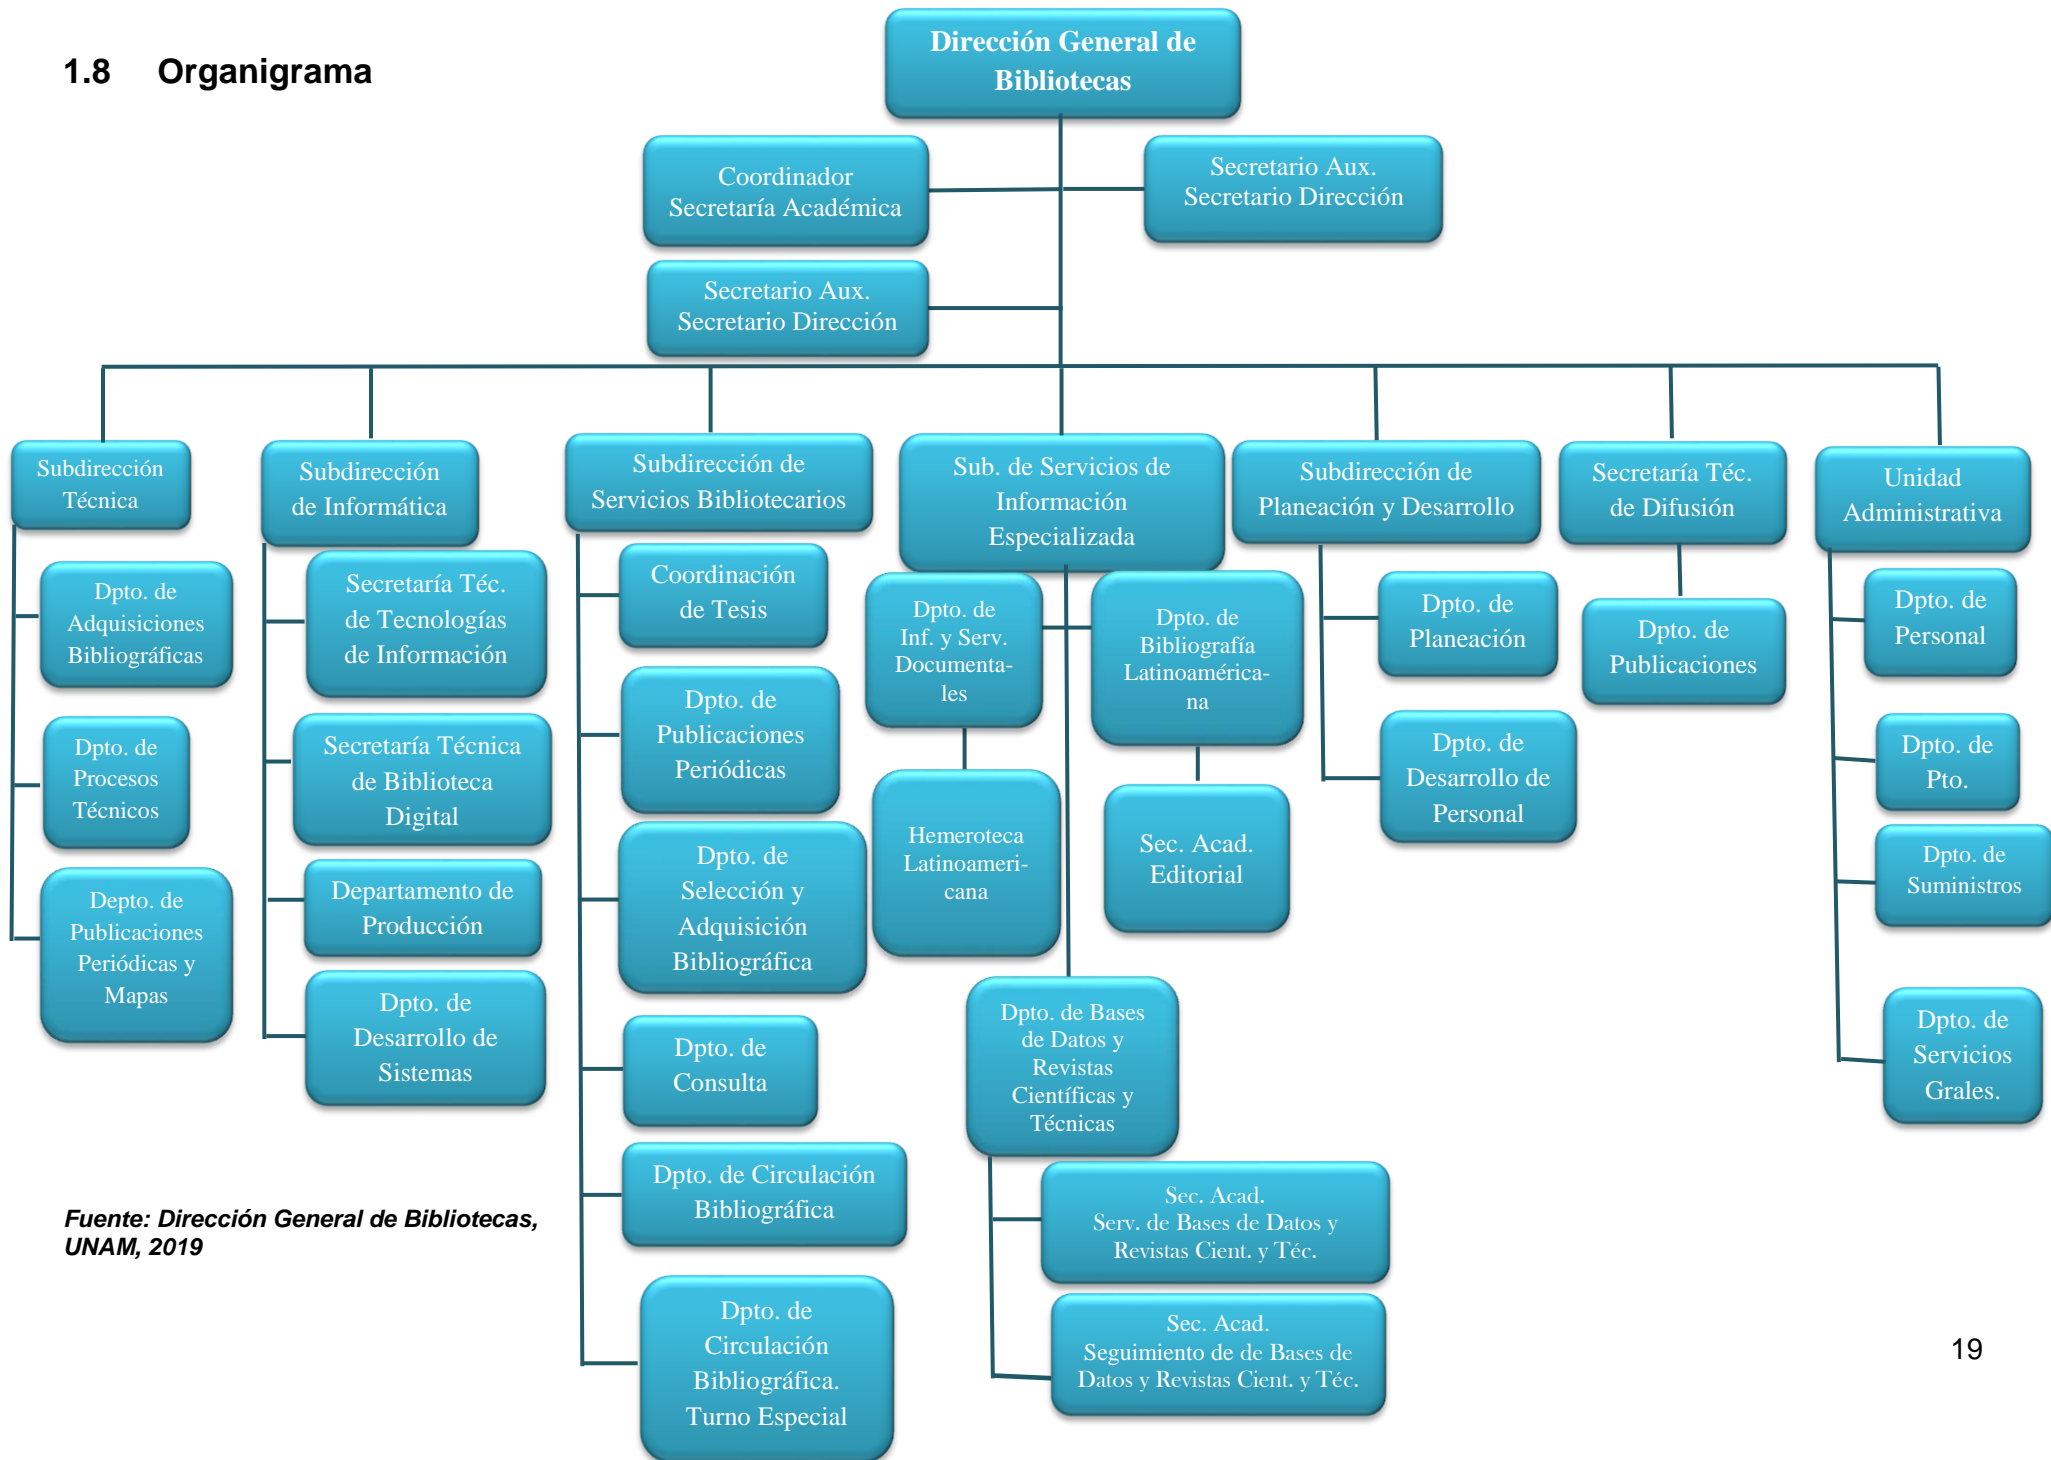 1.8 Organigrama
Dirección General de
Bibliotecas
Coordinador
Secretaría Académica
Secretario Aux.
Secretario Dirección
Secretario Aux.
Secretario Dirección
Subdirección
Técnica
Dpto. de
Adquisiciones
Bibliográficas
Dpto. de
Procesos
Técnicos
Depto. de
Publicaciones
Periódicas y
Mapas
Subdirección
de Informática
Secretaría Téc.
de Tecnologías
de Información
Secretaría Técnica
de Biblioteca
Digital
Departamento de
Producción
Dpto. de
Desarrollo de
Sistemas
Subdirección de
Servicios Bibliotecarios
Coordinación
de Tesis
Dpto. de
Publicaciones
Periódicas
Dpto. de
Selección y
Adquisición
Bibliográfica
Dpto. de
Consulta
Dpto. de Circulación
Bibliográfica
Dpto. de
Circulación
Bibliográfica.
Turno Especial
Sub. de Servicios de
Información
Especializada
Dpto. de
Inf. y Serv.
Documenta-
les
Hemeroteca
Latinoameri-
cana
Dpto. de
Bibliografía
Latinoamérica-
na
Sec. Acad.
Editorial
Dpto. de Bases
de Datos y
Revistas
Científicas y
Técnicas
Sec. Acad.
Serv. de Bases de Datos y
Revistas Cient. y Téc.
Sec. Acad.
Seguimiento de de Bases de
Datos y Revistas Cient. y Téc.
Subdirección de
Planeación y Desarrollo
Dpto. de
Planeación
Dpto. de
Desarrollo de
Personal
Secretaría Téc.
de Difusión
Dpto. de
Publicaciones
Unidad
Administrativa
Dpto. de
Personal
Dpto. de
Pto.
Dpto. de
Suministros
Dpto. de
Servicios
Grales.
Fuente: Dirección General de Bibliotecas,
UNAM, 2019
19